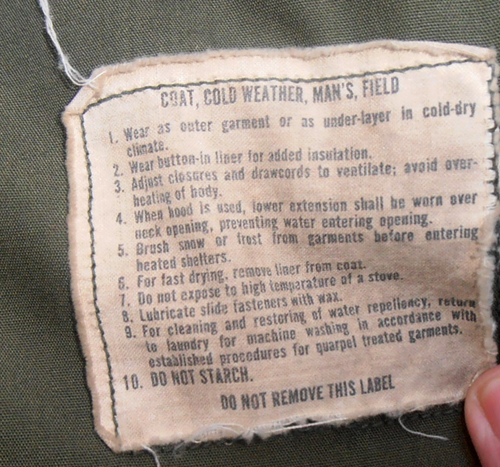 COAT, COLD WEATHER, MAN'S, FIELD
1. Wear as outer garment or as under-layer in cold-dry
climate.
2. Wear button-in liner for added insulation.
3. Adjust closures and drawcords to ventilate; avoid over-
heating of body.
4. When hood is used, lower extension shall be worn over
neck opening, preventing water entering opening.
5. Brush snow or frost from garments before entering
heated shelters.
6. For fast drying, remove liner from coat.
7. Do not expose to high temperature of a stove.
8. Lubricate slide fasteners with wax.
9. For cleaning and restoring of water repellency, return
to laundry for machine washing in accordance with
established procedures for quarpel treated garments.
10. DO NOT STARCH.
DO NOT REMOVE THIS LABEL